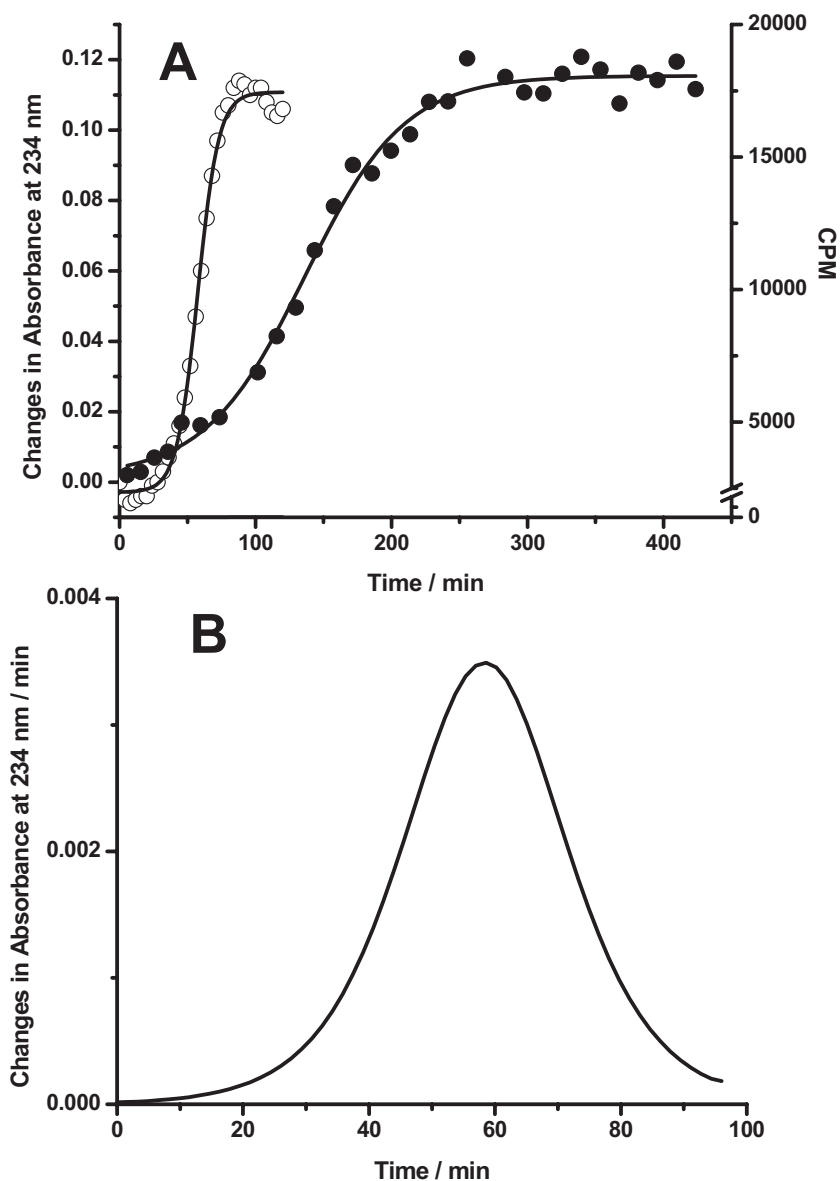 A
Changes in Absorbance at 234 nm
0.12
0.10
0.08
0.06
0.04
0.02
0.00
20000
15000
10000
5000
0
CPM
0 100 200 300 400
Time / min
B
Changes in Absorbance at 234 nm / min
0.004
0.002
0.000
0 20 40 60 80 100
Time / min